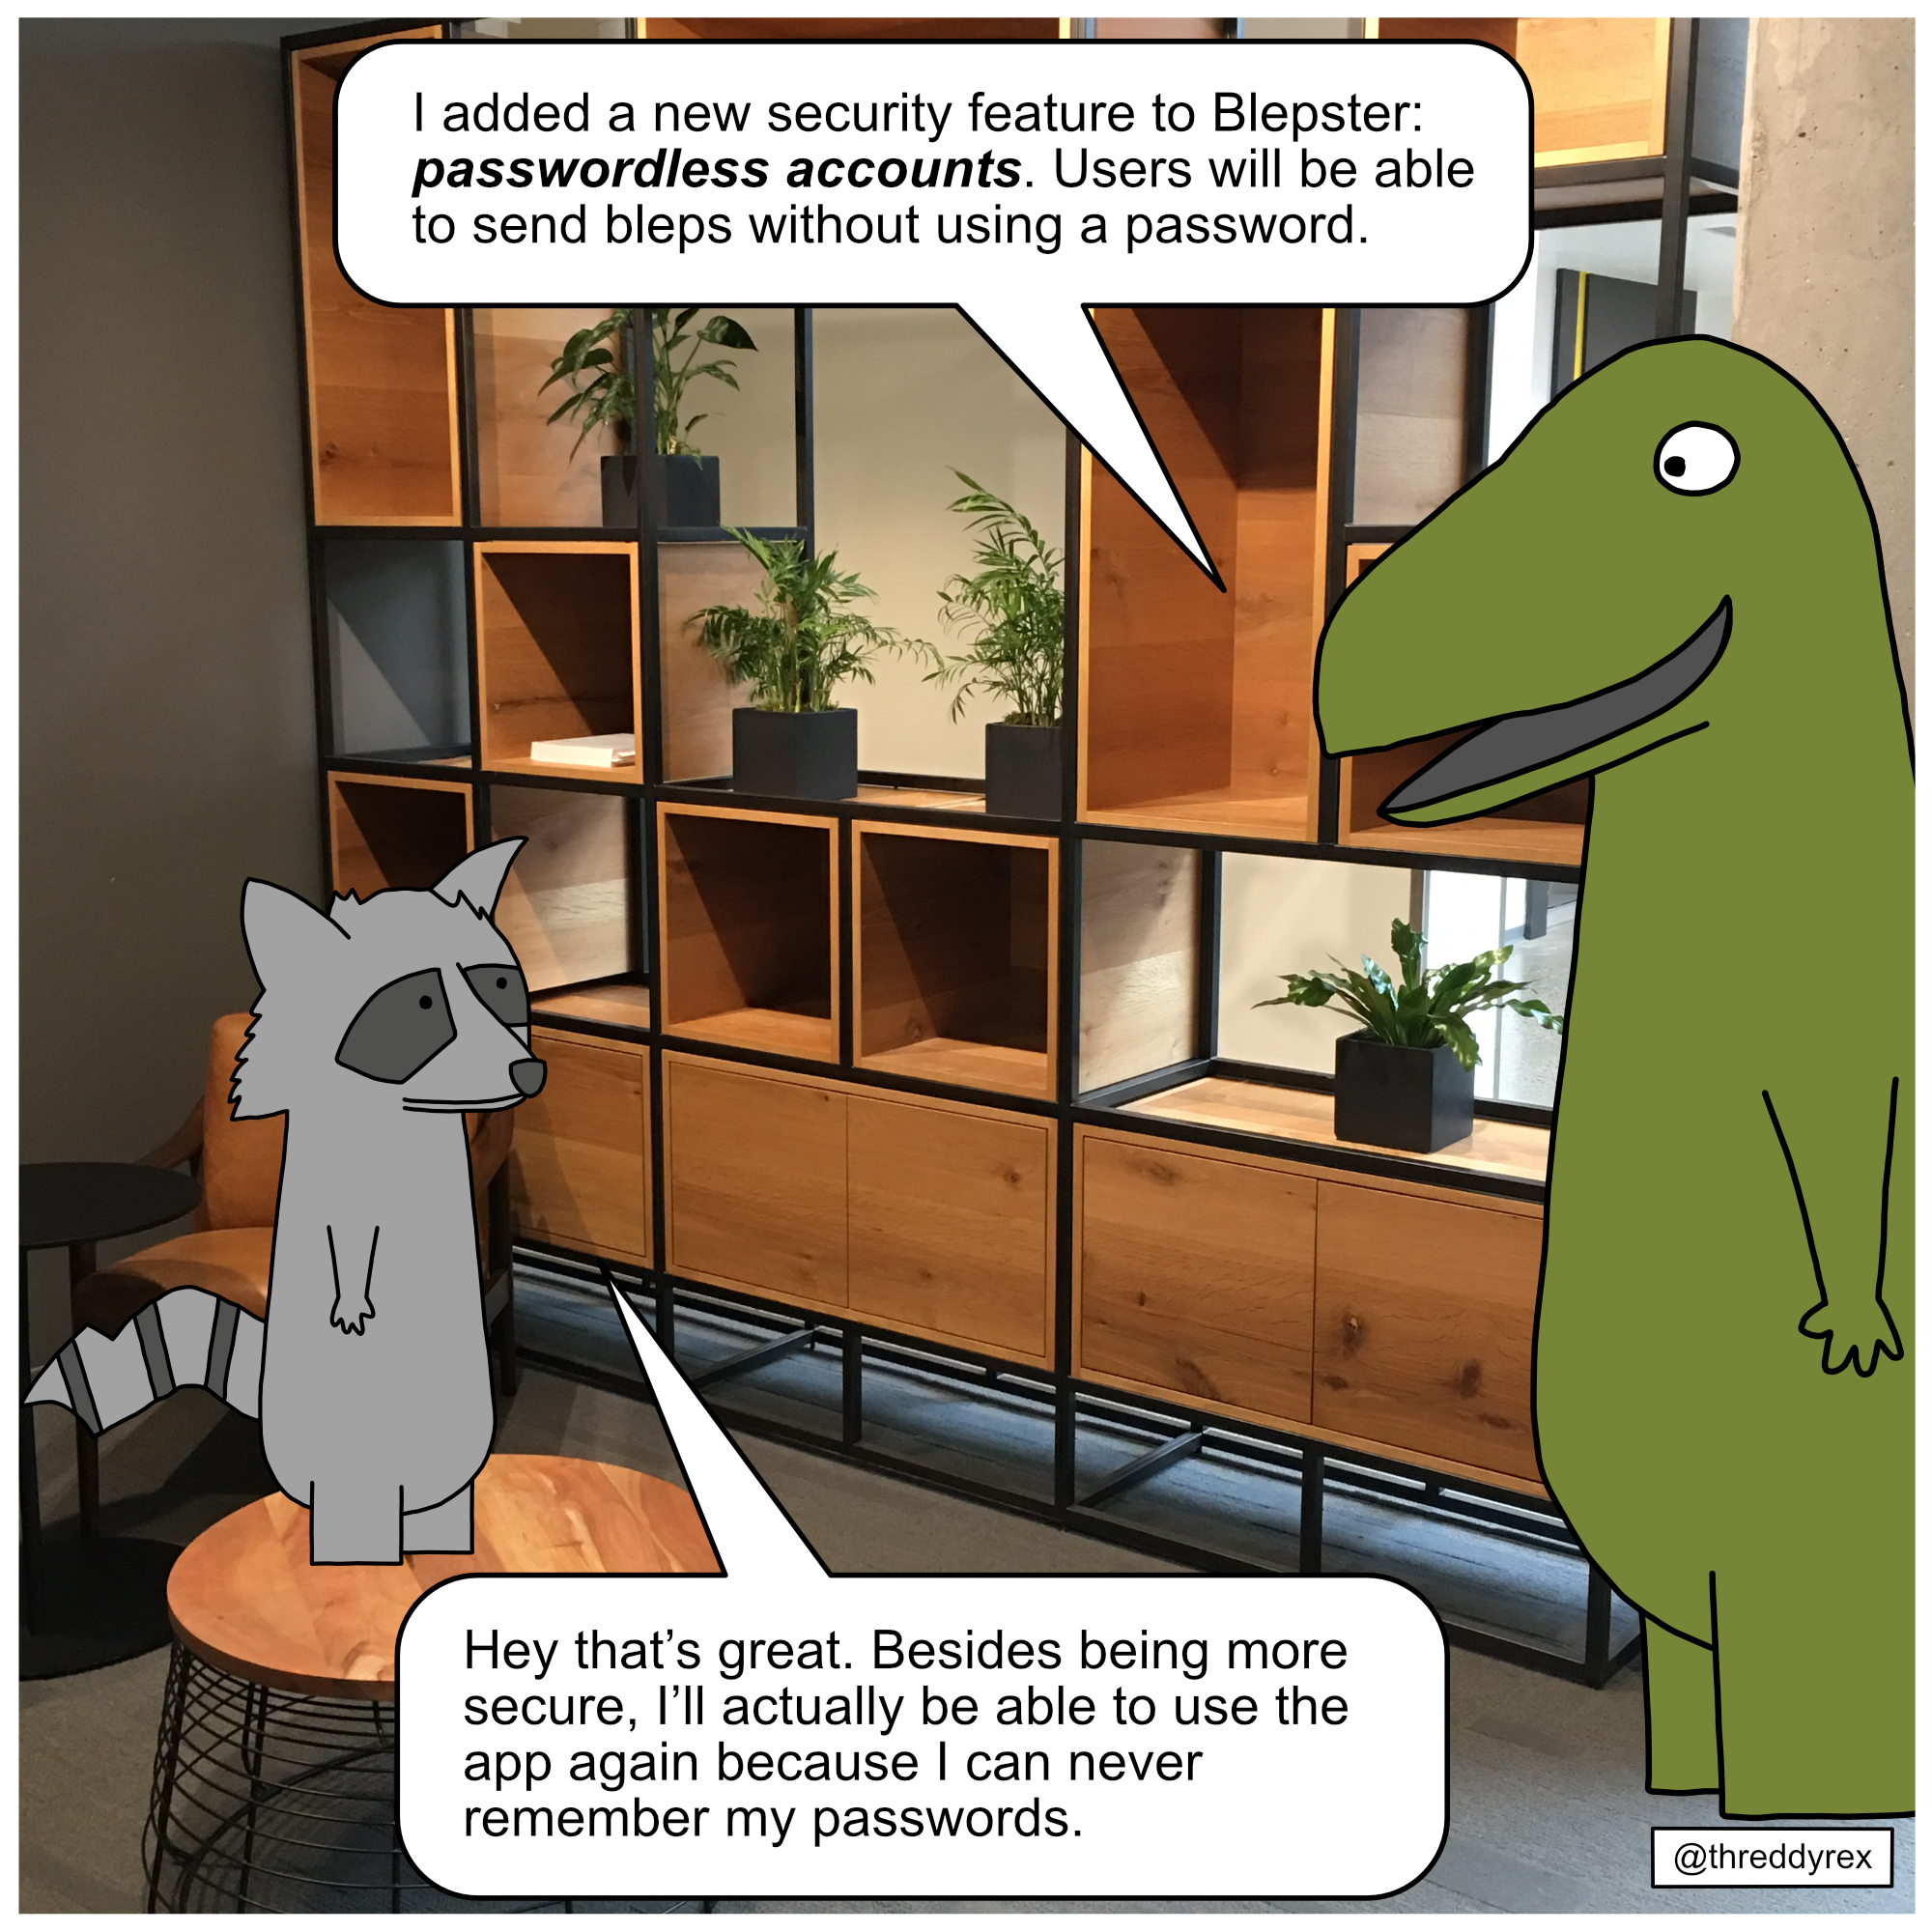 I added a new security feature to Blepster:
passwordless accounts. Users will be able
to send bleps without using a password.
Hey that’s great. Besides being more
secure, I’ll actually be able to use the
app again because I can never
remember my passwords.
@threddyrex